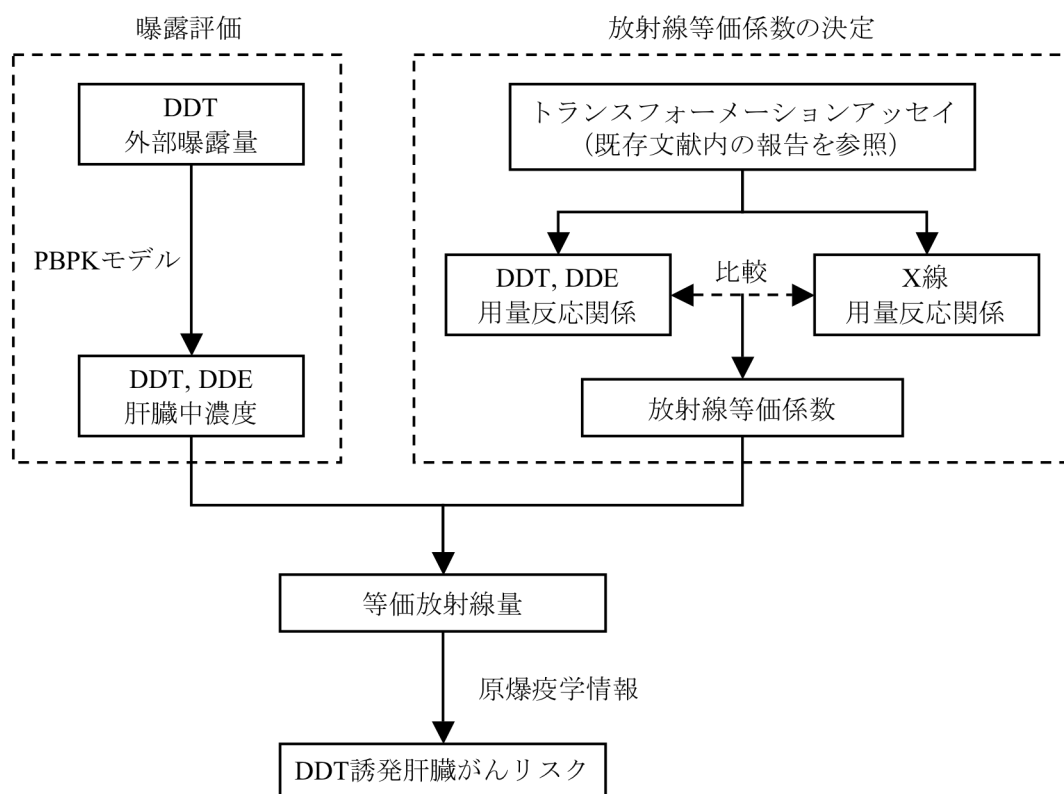 曝露評価
DDT
外部曝露量
PBPKモデル
DDT, DDE
肝臓中濃度
放射線等価係数の決定
トランスフォーメーションアッセイ
（既存文献内の報告を参照）
DDT, DDE
用量反応関係
比較
X線
用量反応関係
放射線等価係数
等価放射線量
原爆疫学情報
DDT誘発肝臓がんリスク